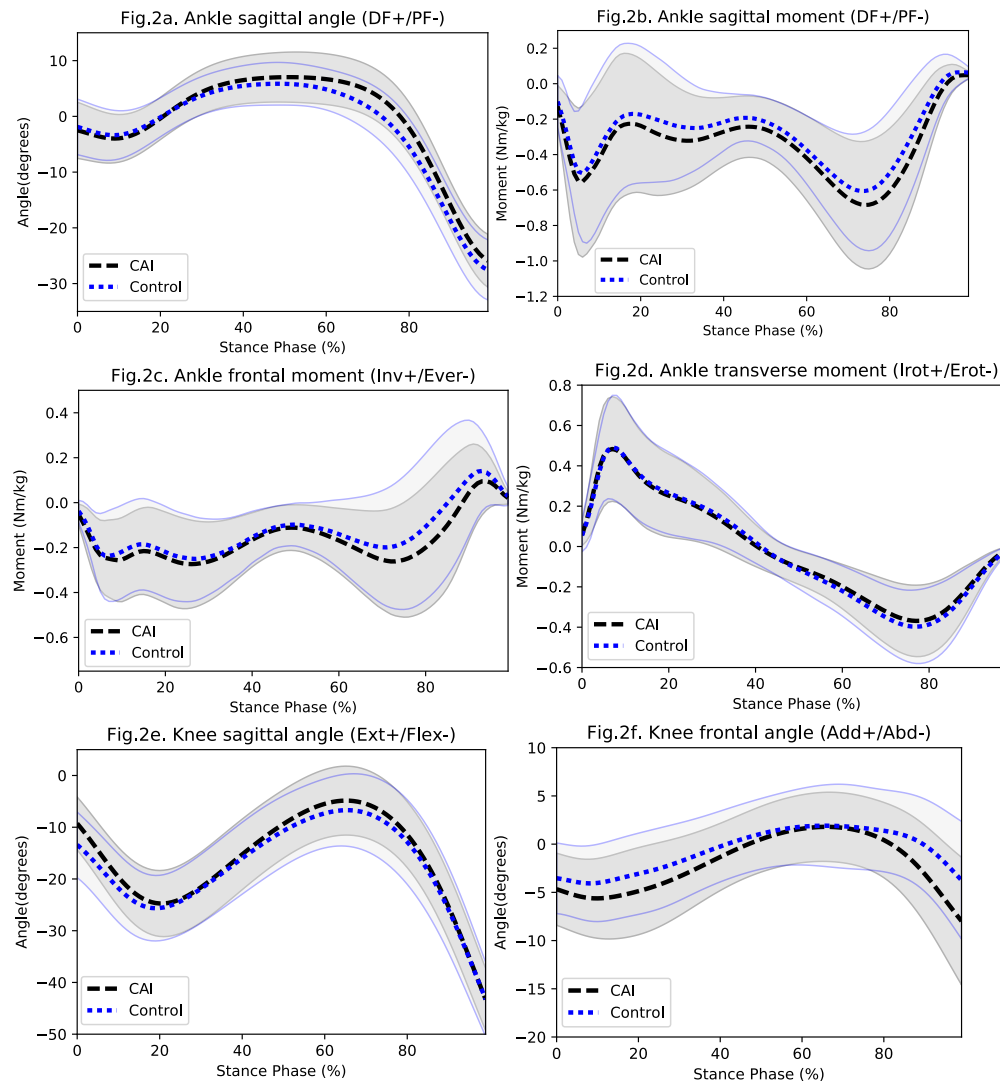 Fig.2a. Ankle sagittal angle (DF+/PF-)
10
0
−10
−20
−30
Angle(degrees)
CAI
Control
0 20 40 60 80
Stance Phase (%)
Fig.2b. Ankle sagittal moment (DF+/PF-)
0.2
0.0
−0.2
−0.4
−0.6
−0.8
−1.0
−1.2
Moment (Nm/kg)
CAI
Control
0 20 40 60 80
Stance Phase (%)
Fig.2c. Ankle frontal moment (Inv+/Ever-)
0.4
0.2
0.0
−0.2
−0.4
−0.6
Moment (Nm/kg)
CAI
Control
0 20 40 60 80
Stance Phase (%)
Fig.2d. Ankle transverse moment (Irot+/Erot-)
0.8
0.6
0.4
0.2
0.0
−0.2
−0.4
−0.6
Moment (Nm/kg)
CAI
Control
0 20 40 60 80
Stance Phase (%)
Fig.2e. Knee sagittal angle (Ext+/Flex-)
0
−10
−20
−30
−40
−50
Angle(degrees)
CAI
Control
0 20 40 60 80
Stance Phase (%)
Fig.2f. Knee frontal angle (Add+/Abd-)
10
5
0
−5
−10
−15
−20
Angle(degrees)
CAI
Control
0 20 40 60 80
Stance Phase (%)